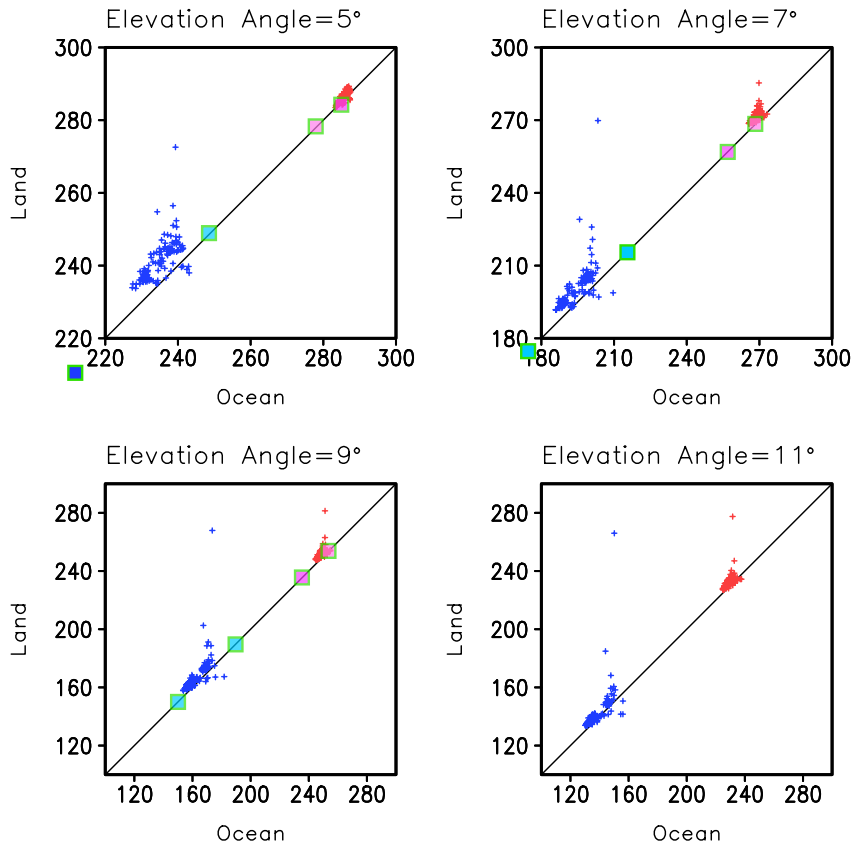 Elevation Angle=5° Elevation Angle=7°
300 300
280 270
260 240
240 210
220 180
Land Land
220 240 260 280 300 80 210 240 270 300
Ocean Ocean
Elevation Angle=9° Elevation Angle=11°
280 280
240 240
200 200
160 160
120 120
Land Land
120 160 200 240 280 120 160 200 240 280
Ocean Ocean